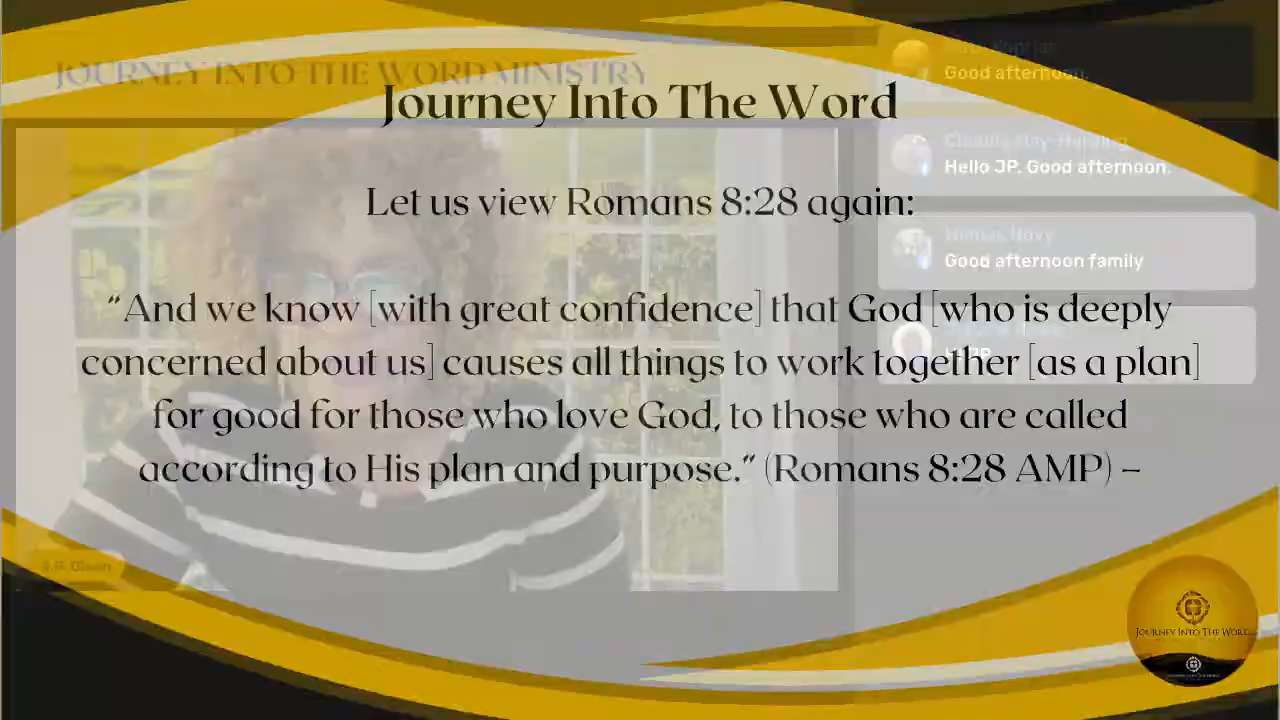 JOURNEY INTO THE WORD MINISTRY
Good afternoon.
Journey Into The Word
Hello JP. Good afternoon.
Let us view Romans 8:28 again:
Good afternoon family
“And we know [with great confidence] that God [who is deeply
concerned about us] causes all things to work together [as a plan]
for good for those who love God, to those who are called
according to His plan and purpose.” (Romans 8:28 AMP) –
JOURNEY INTO THE WORD